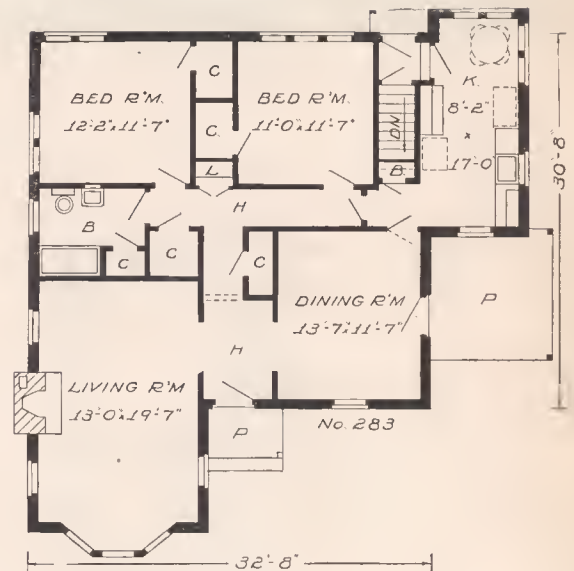 C
BED R'M.
12'-2"x11'-7"
BED R'M.
11'-0"x11'-7"
K.
8'-2"
x
17'-0"
C
DN
L
B
30'-8"
B
H
C
C
C
DINING R'M
13'-7"x11'-7"
P
H
LIVING R'M
13'-0"x19'-7"
P
No. 283
32'-8"